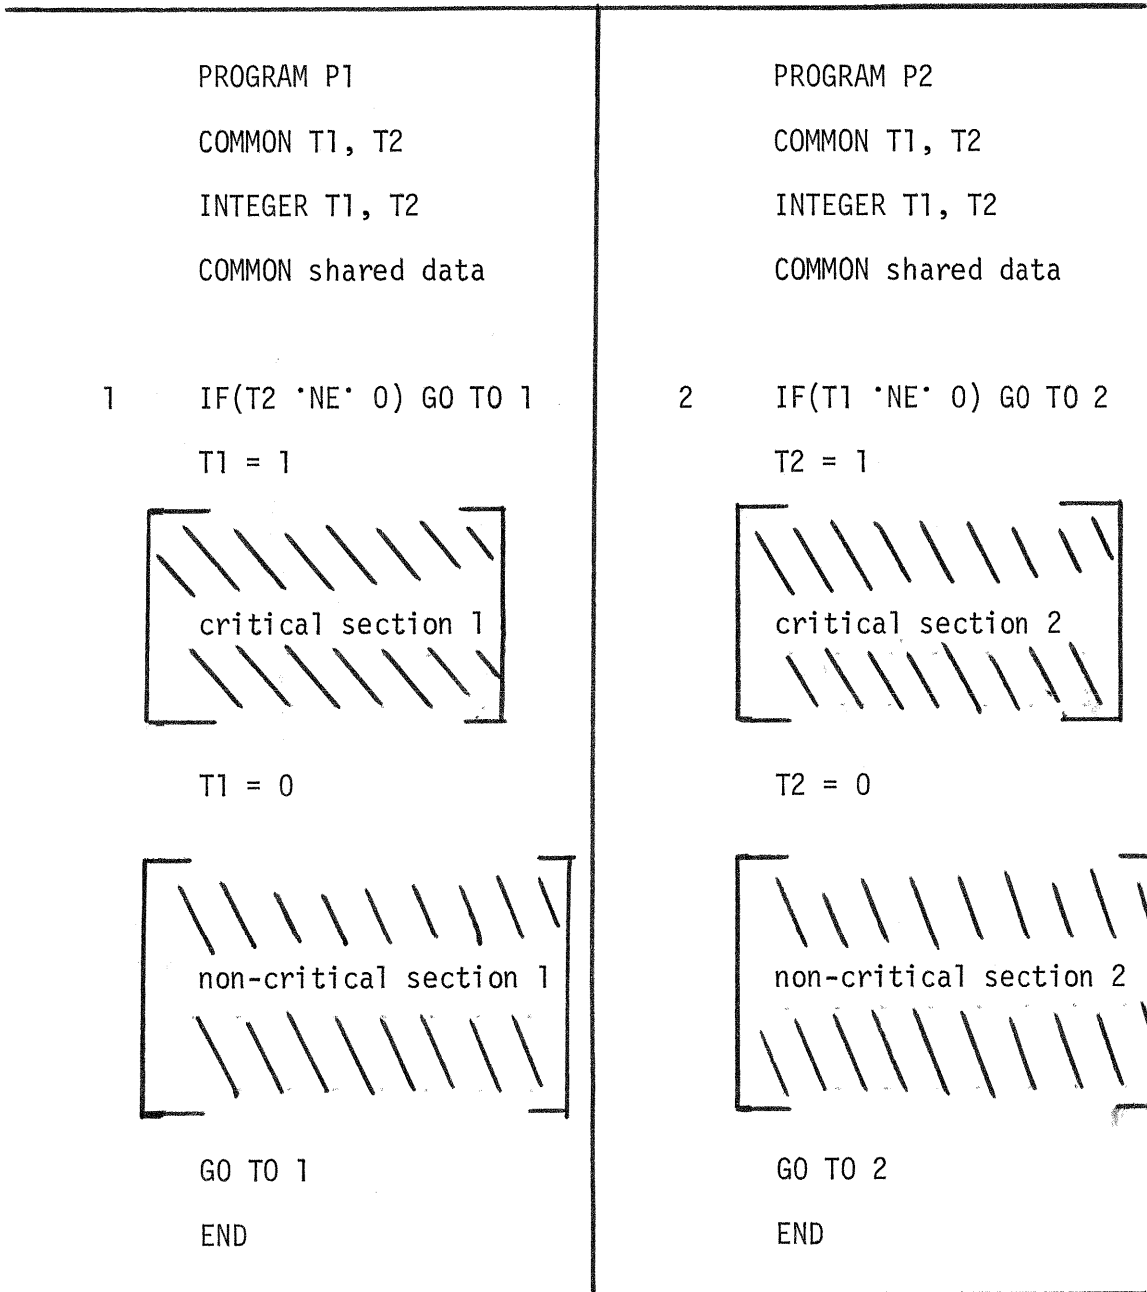 PROGRAM P1
COMMON T1, T2
INTEGER T1, T2
COMMON shared data
1 IF(T2 ·NE· 0) GO TO 1
T1 = 1
critical section 1
T1 = 0
non-critical section 1
GO TO 1
END
PROGRAM P2
COMMON T1, T2
INTEGER T1, T2
COMMON shared data
2 IF(T1 ·NE· 0) GO TO 2
T2 = 1
critical section 2
T2 = 0
non-critical section 2
GO TO 2
END